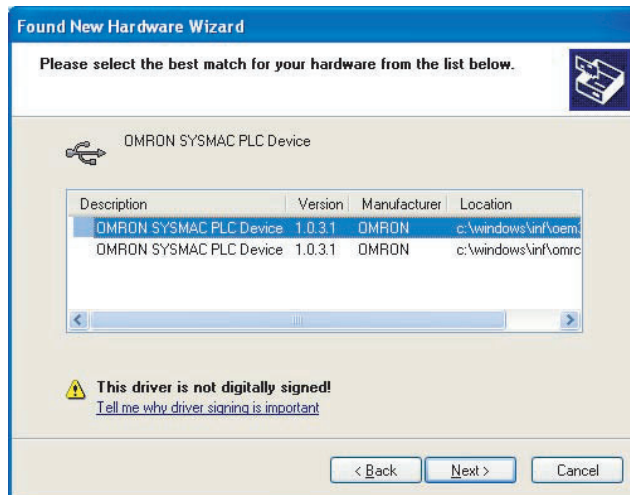 Found New Hardware Wizard
Please select the best match for your hardware from the list below.
OMRON SYSMAC PLC Device
Description Version Manufacturer Location
OMRON SYSMAC PLC Device 1.0.3.1 OMRON c:\windows\inf\oem3
OMRON SYSMAC PLC Device 1.0.3.1 OMRON c:\windows\inf\omrc
This driver is not digitally signed!
Tell me why driver signing is important
< Back Next > Cancel